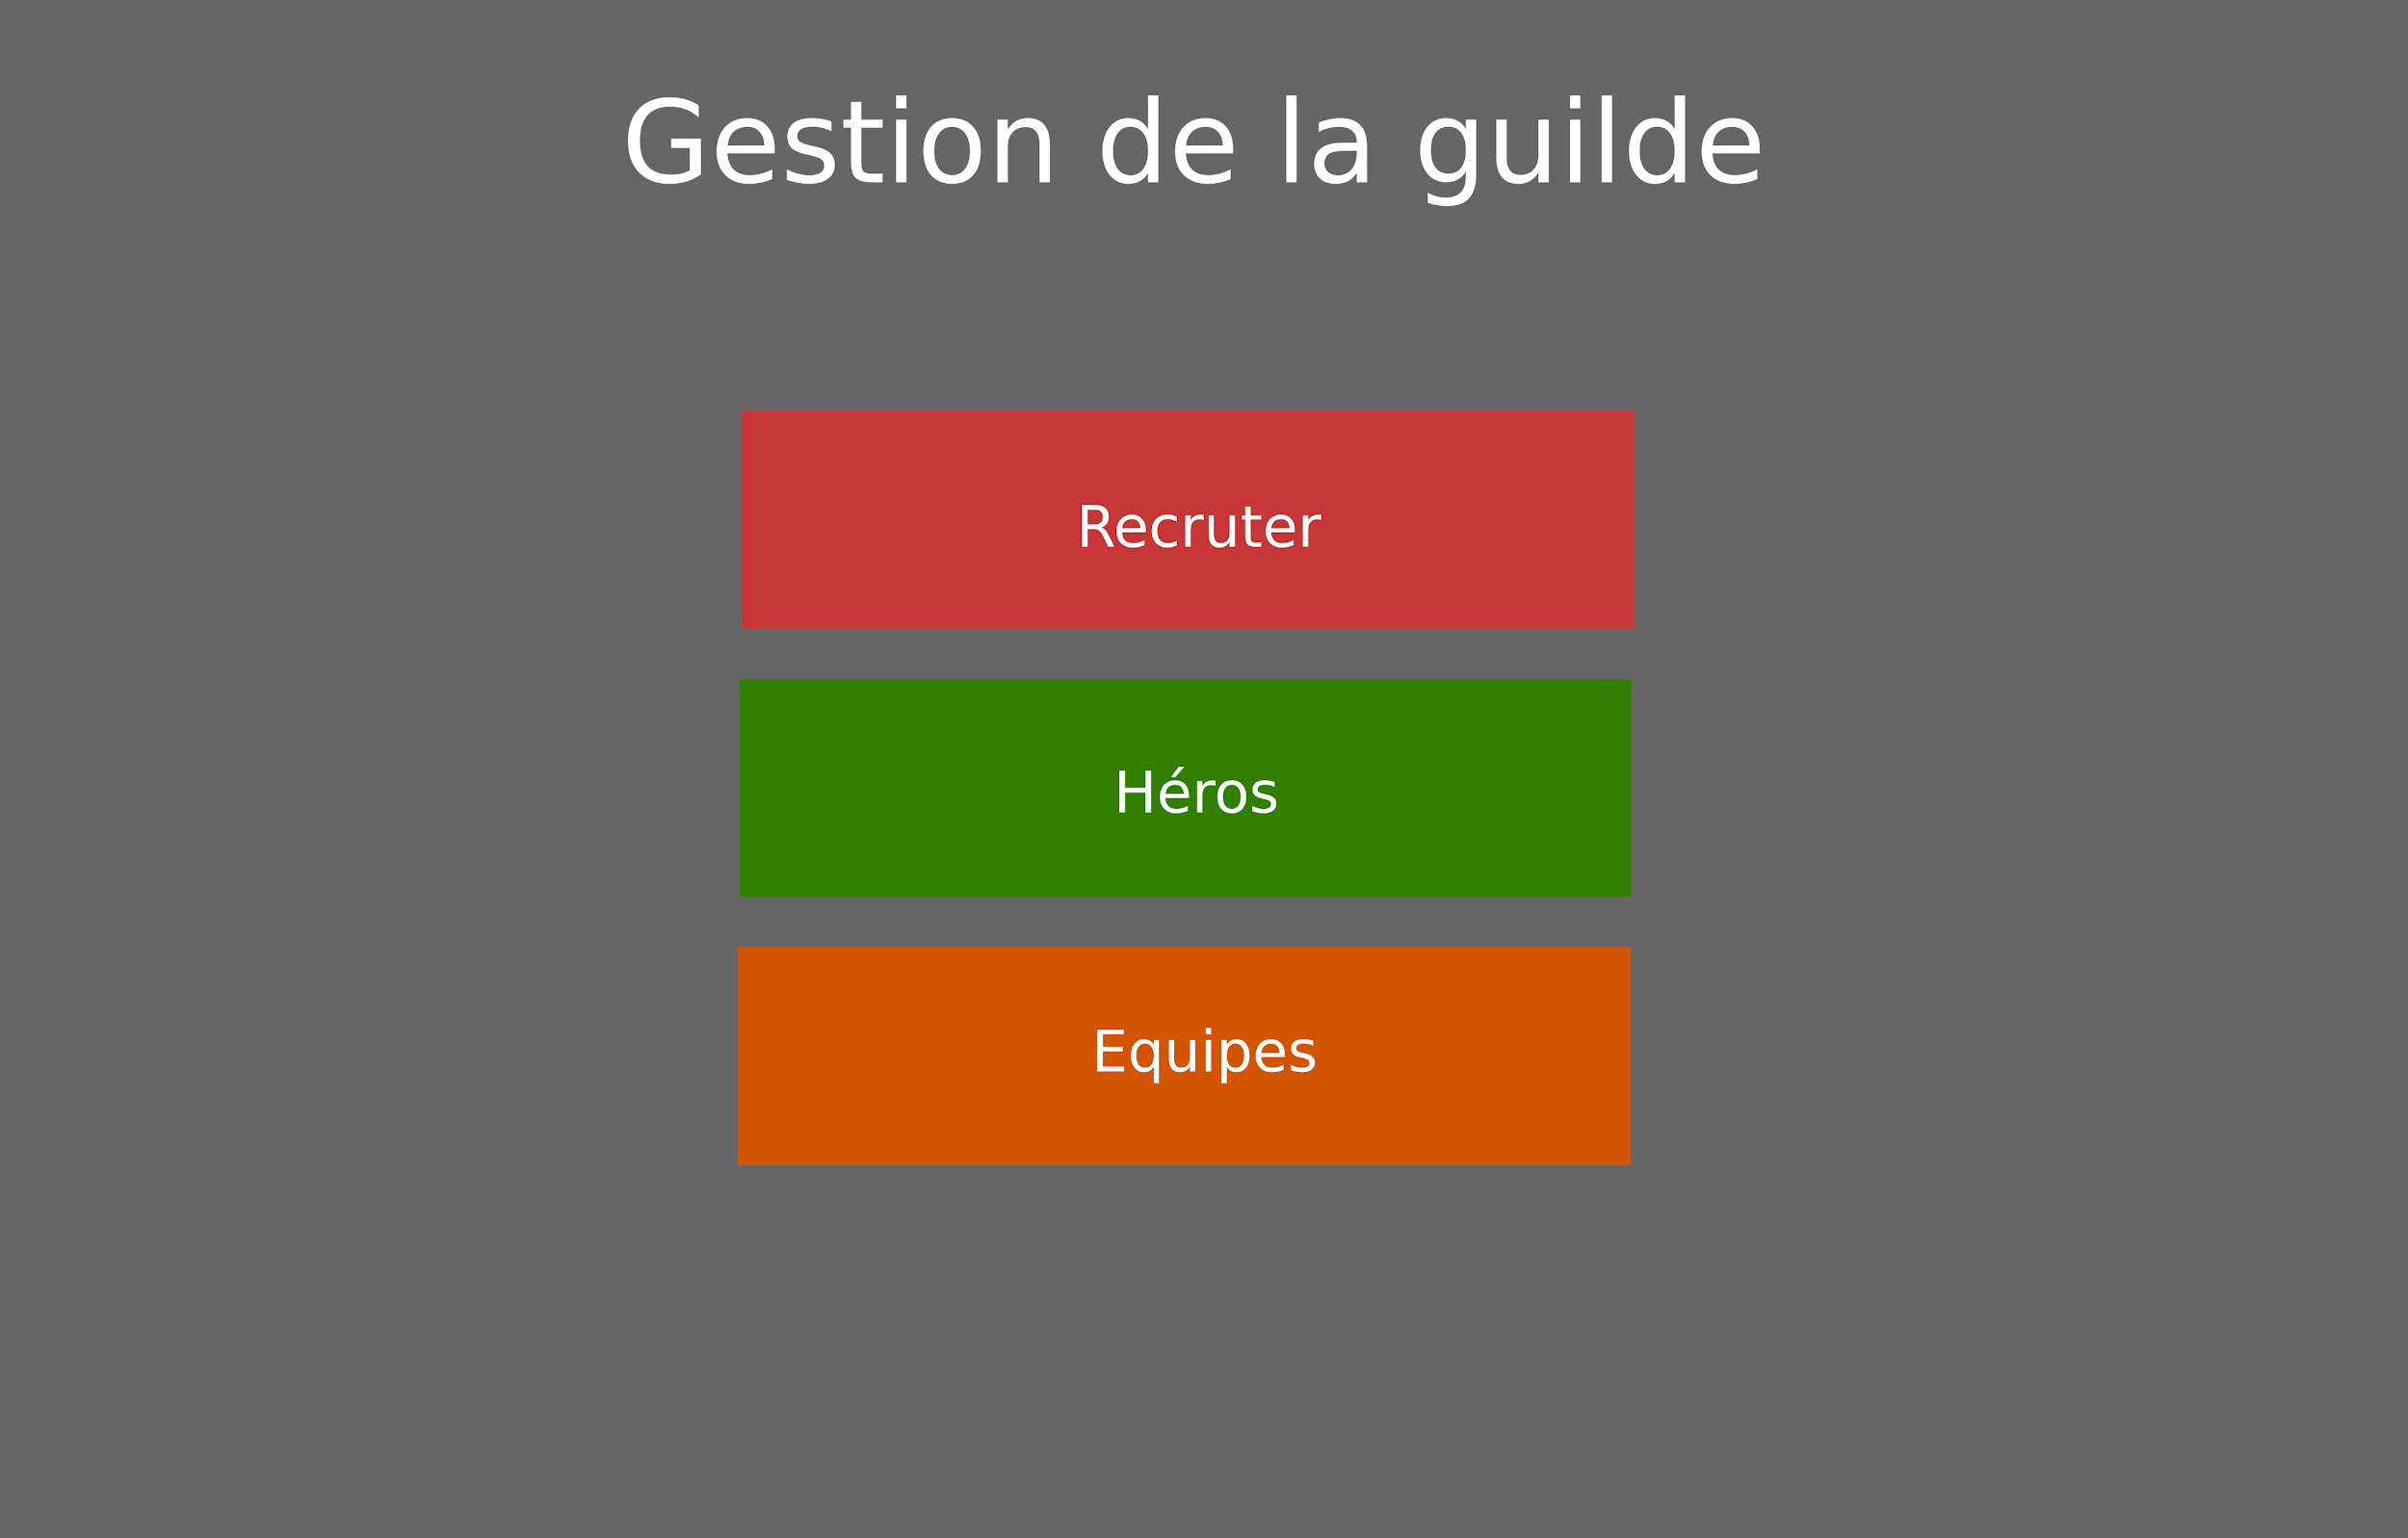 Gestion de la guilde
Recruter
Héros
Equipes